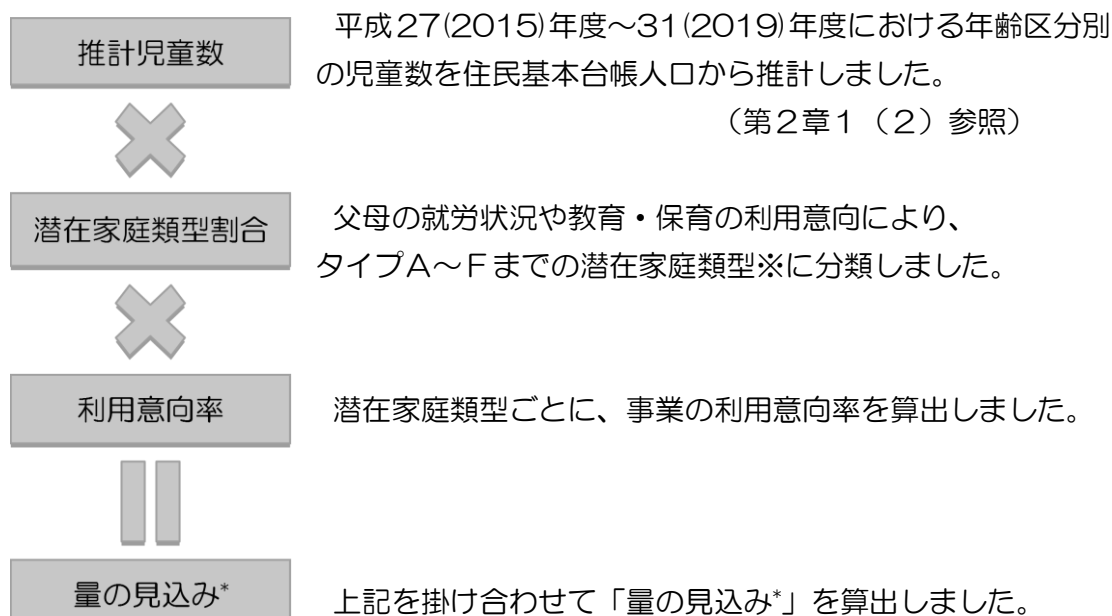 推計児童数
平成27(2015)年度～31(2019)年度における年齢区分別
の児童数を住民基本台帳人口から推計しました。
（第２章１（２）参照）
潜在家庭類型割合
父母の就労状況や教育・保育の利用意向により、
タイプＡ～Ｆまでの潜在家庭類型※に分類しました。
利用意向率
潜在家庭類型ごとに、事業の利用意向率を算出しました。
量の見込み*
上記を掛け合わせて「量の見込み*」を算出しました。